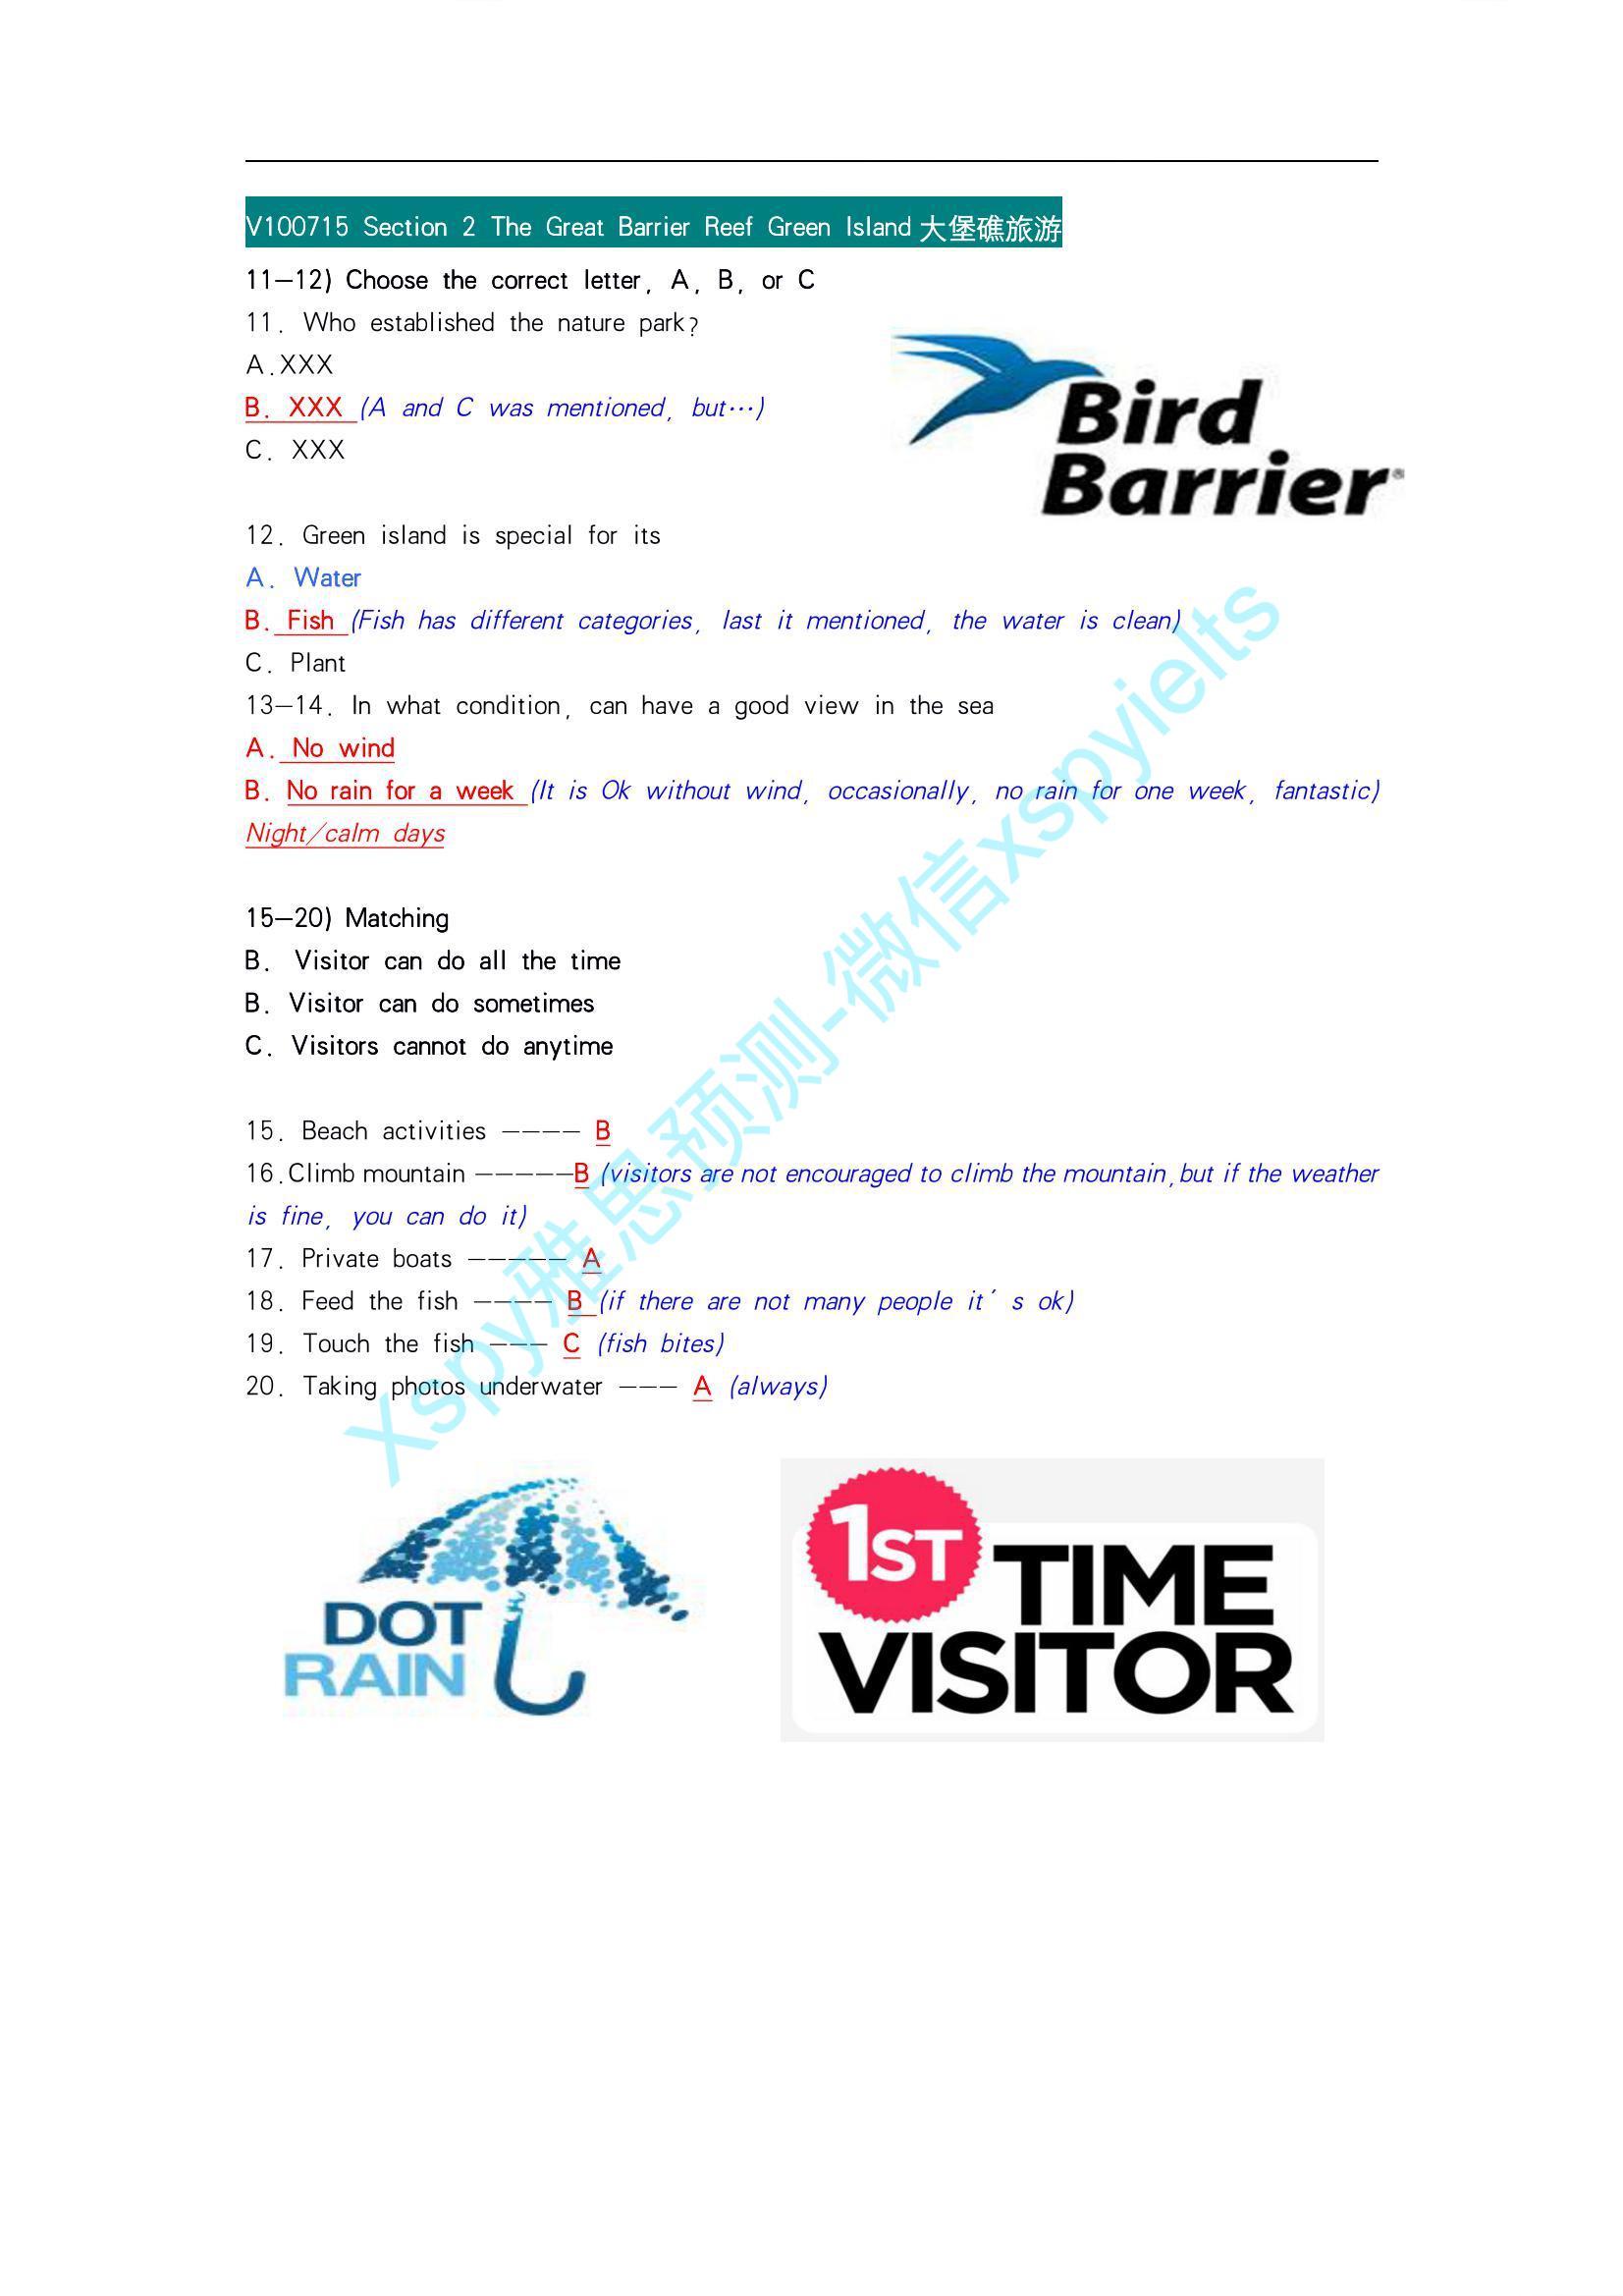 V100715 Section 2 The Great Barrier Reef Green Island 大堡礁旅游
11-12) Choose the correct letter, A, B, or C
11. Who established the nature park?
A.XXX
B. XXX (A and C was mentioned, but…)
C. XXX
Bird
Barrier®
12. Green island is special for its
A. Water
B. Fish (Fish has different categories, last it mentioned, the water is clean)
C. Plant
13-14. In what condition, can have a good view in the sea
A. No wind
B. No rain for a week (It is Ok without wind, occasionally, no rain for one week, fantastic)
Night/calm days
15-20) Matching
B. Visitor can do all the time
B. Visitor can do sometimes
C. Visitors cannot do anytime
15. Beach activities ---- B
16.Climb mountain -----B (visitors are not encouraged to climb the mountain,but if the weather
is fine, you can do it)
17. Private boats ----- A
18. Feed the fish ---- B (if there are not many people it′s ok)
19. Touch the fish --- C (fish bites)
20. Taking photos underwater --- A (always)
Xspy雅思预测-微信xspyielts
DOT
RAIN
1ST
TIME
VISITOR